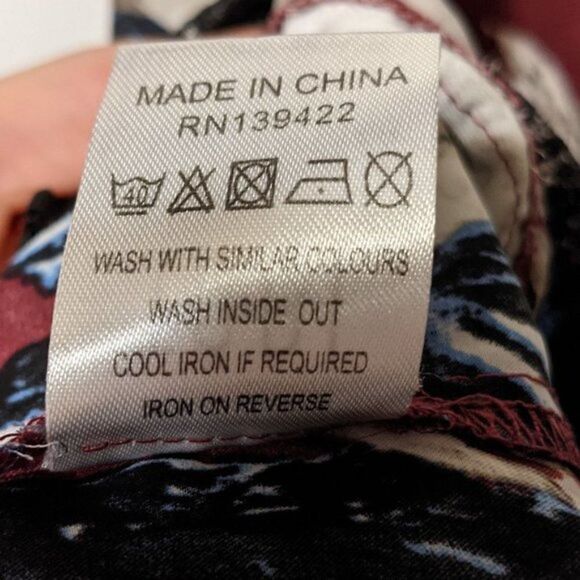 MADE IN CHINA
RN139422
40
WASH WITH SIMILAR COLOURS
WASH INSIDE OUT
COOL IRON IF REQUIRED
IRON ON REVERSE